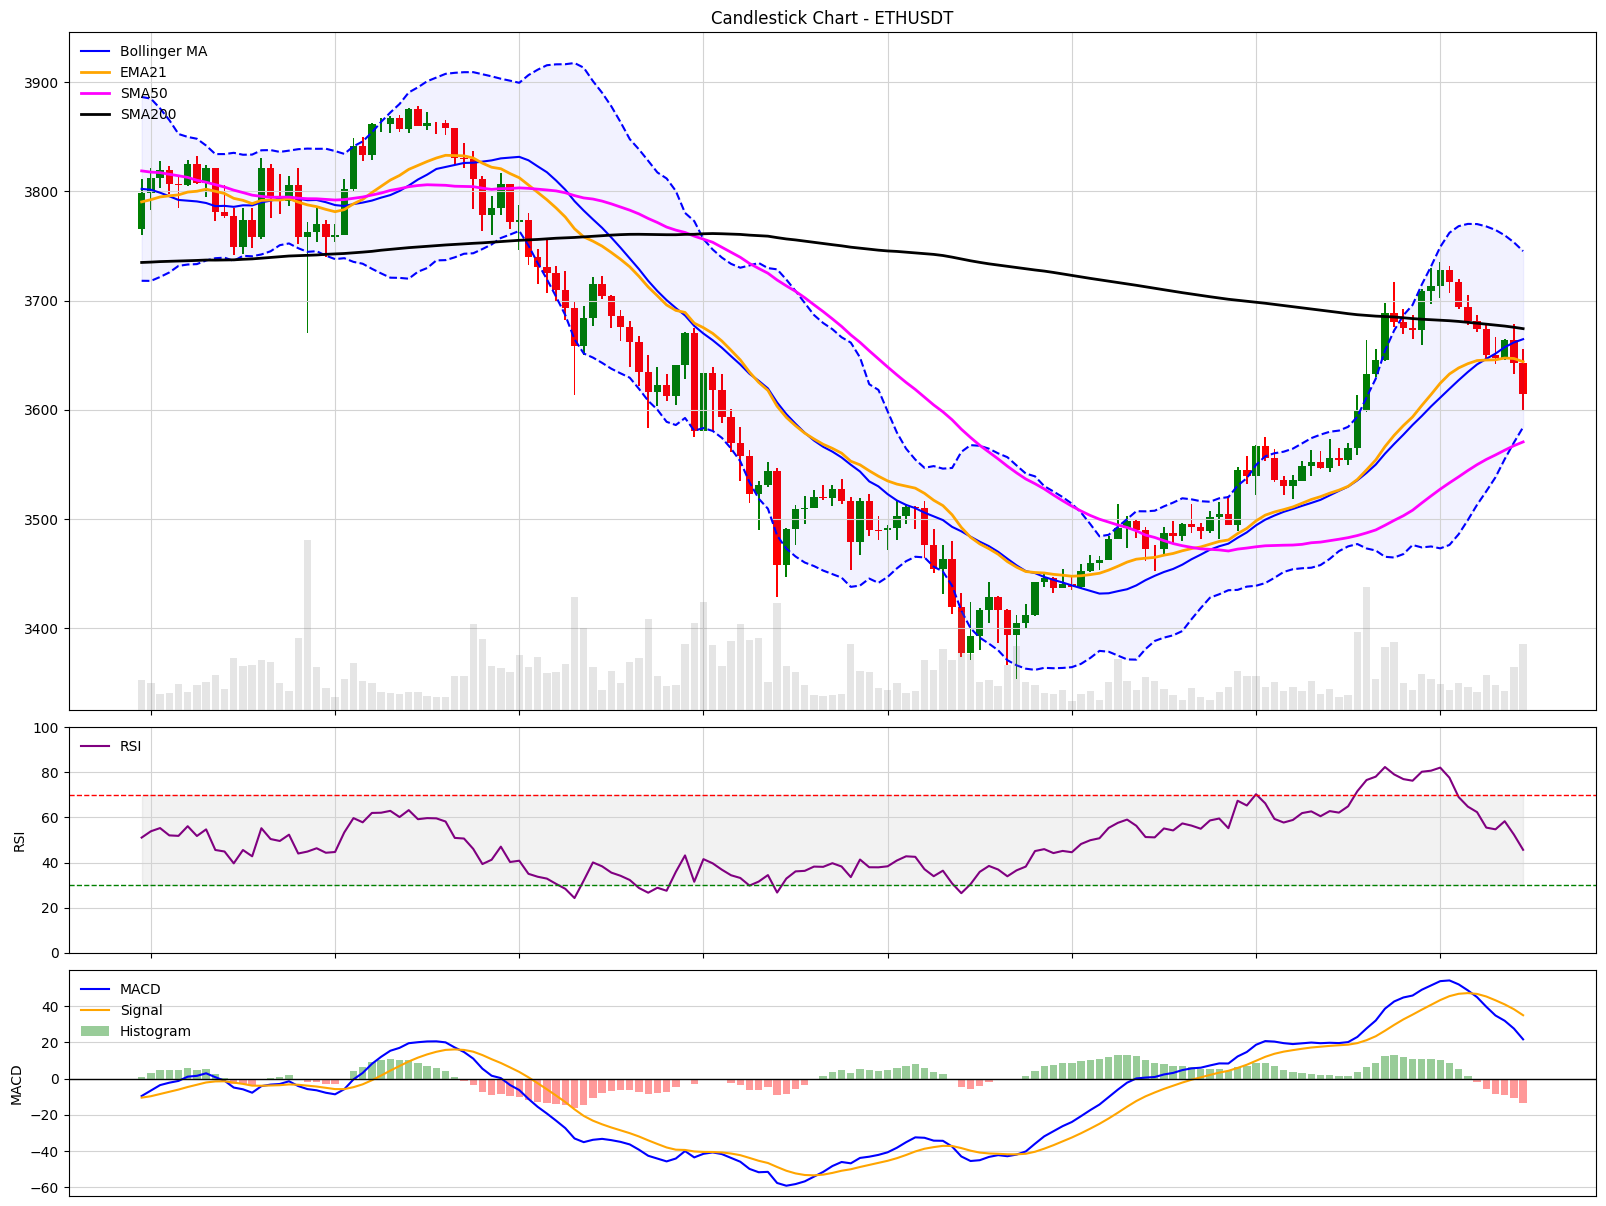 Candlestick Chart - ETHUSDT
Bollinger MA
EMA21
SMA50
SMA200
3900
3800
3700
3600
3500
3400
RSI
100
80
60
40
20
0
RSI
MACD
Signal
Histogram
40
20
0
−20
−40
−60
MACD